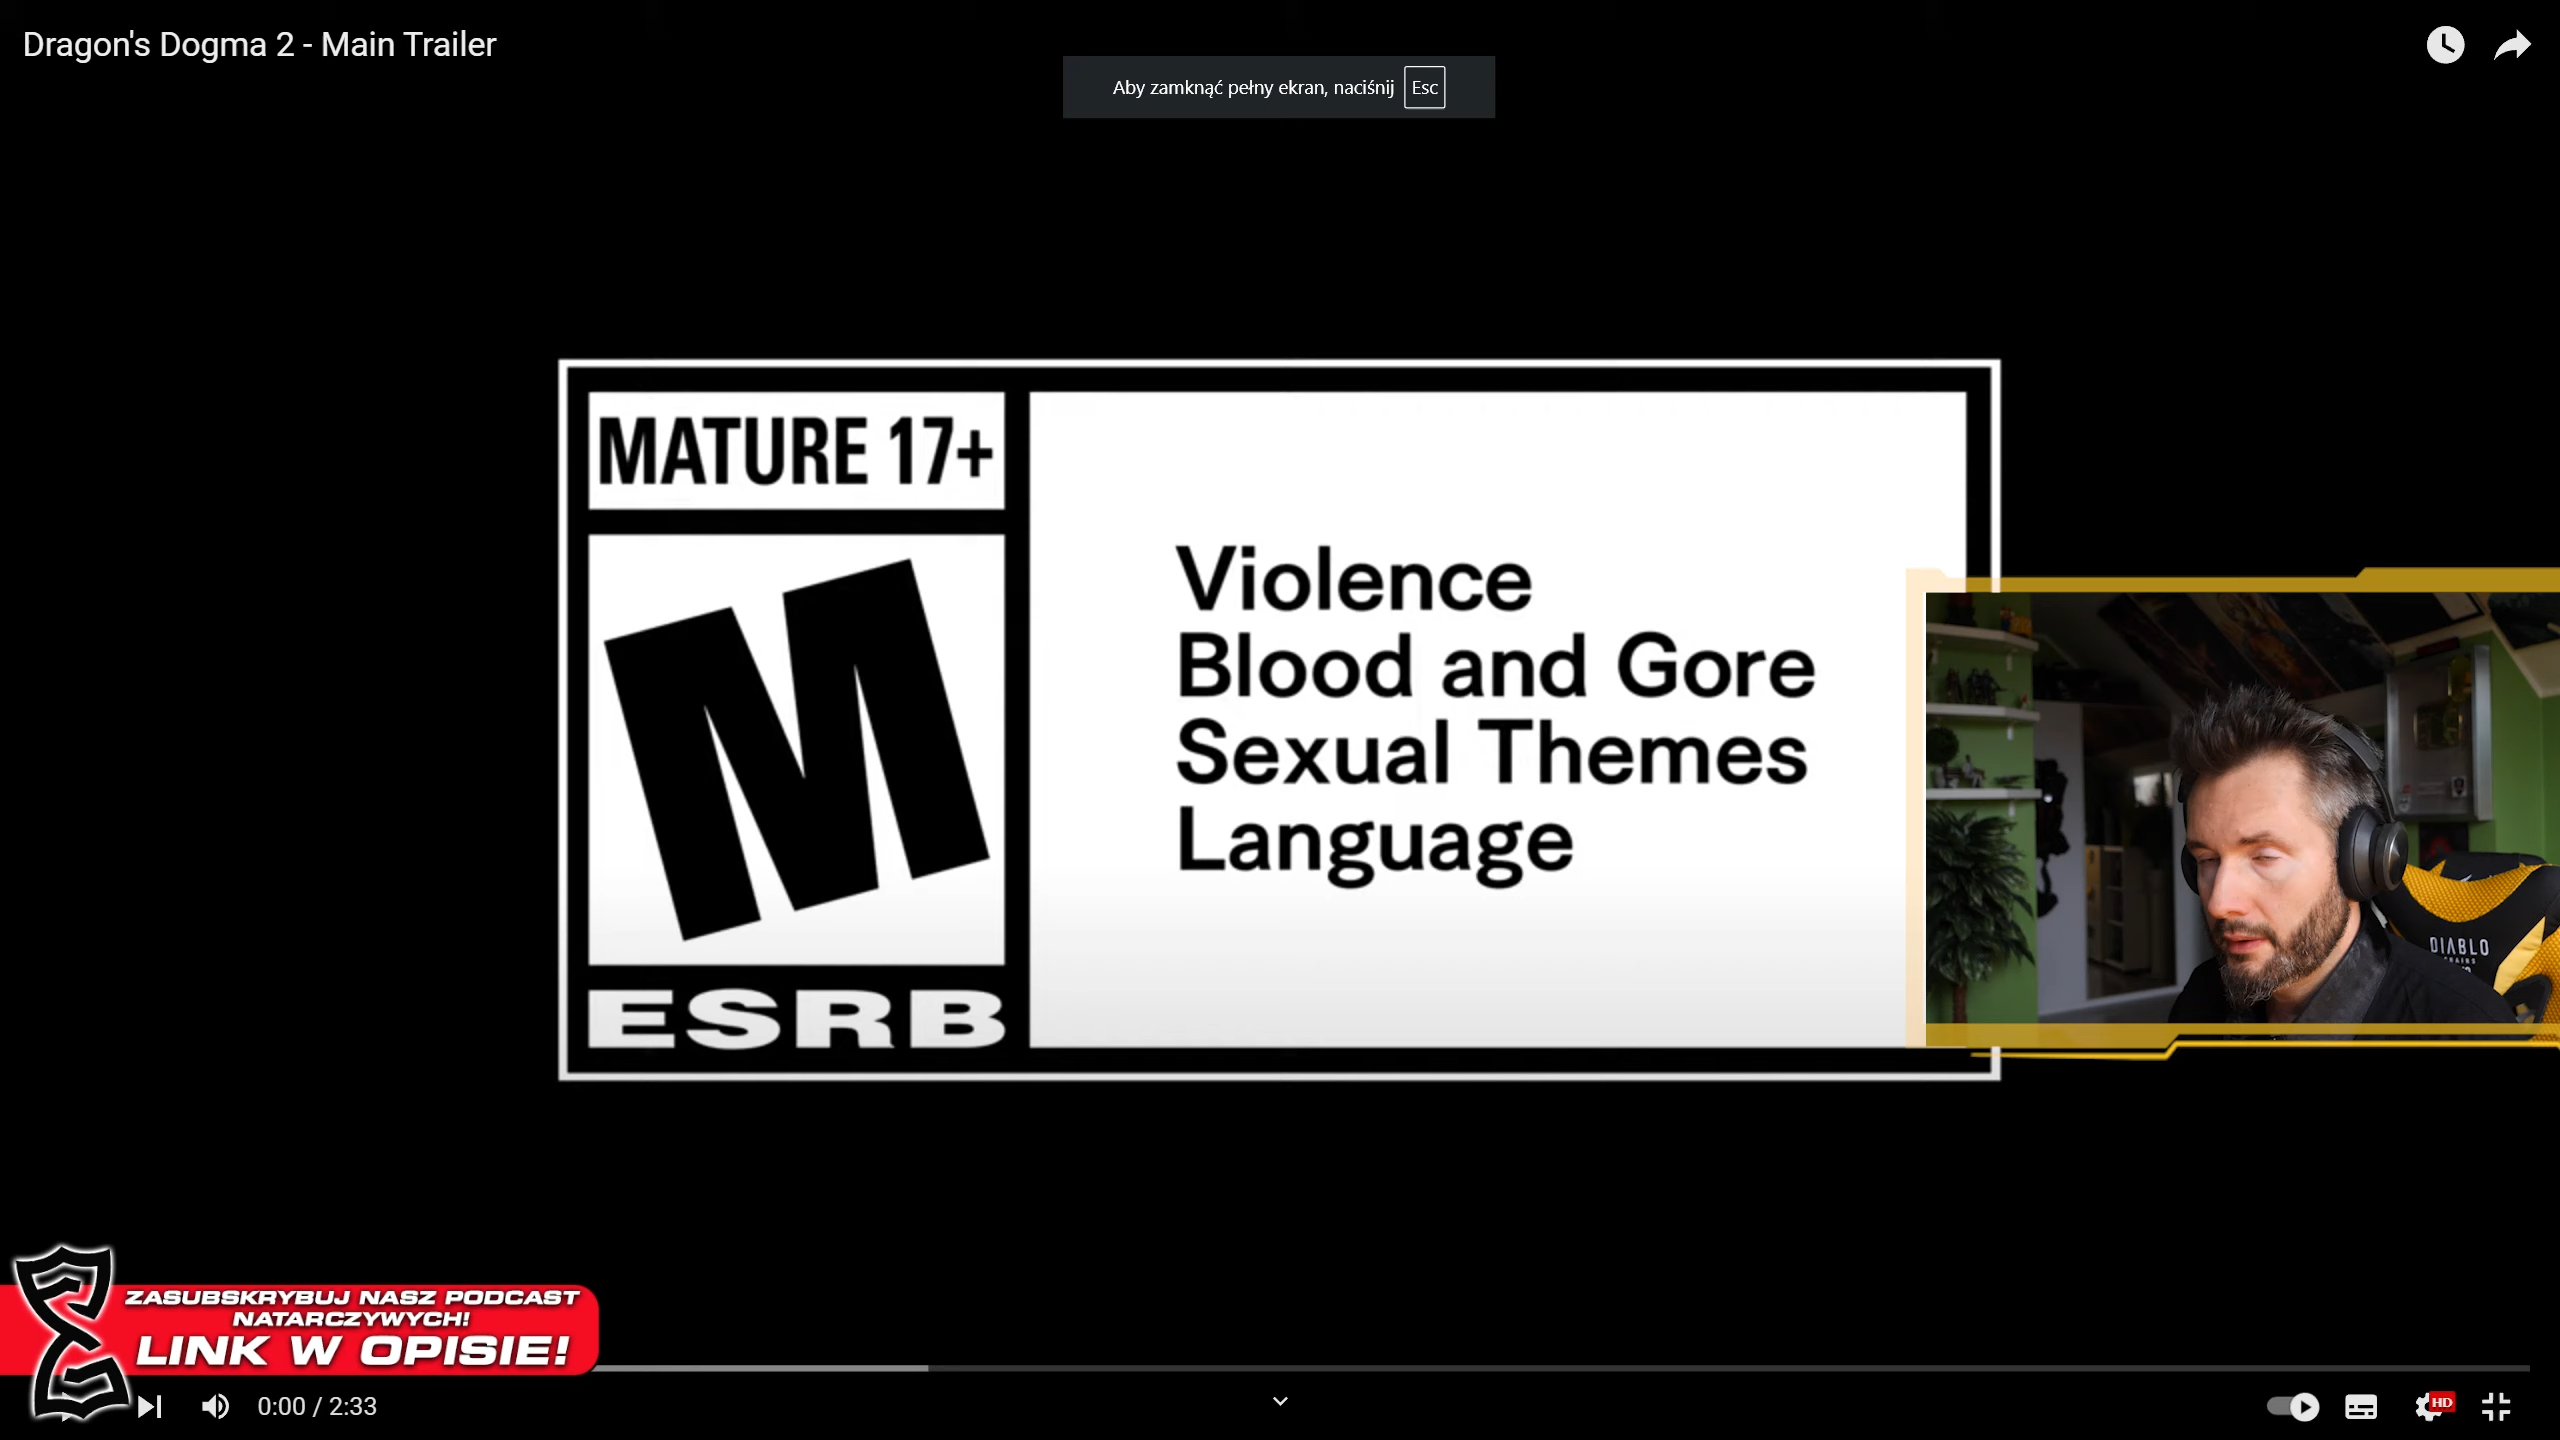 Dragon's Dogma 2 - Main Trailer
Aby zamknąć pełny ekran, naciśnij Esc
MATURE 17+
M
ESRB
Violence
Blood and Gore
Sexual Themes
Language
DIABLO
ZASUBSKRYBUJ NASZ PODCAST
NATARCZYWYCH!
LINK W OPISIE!
0:00 / 2:33
HD